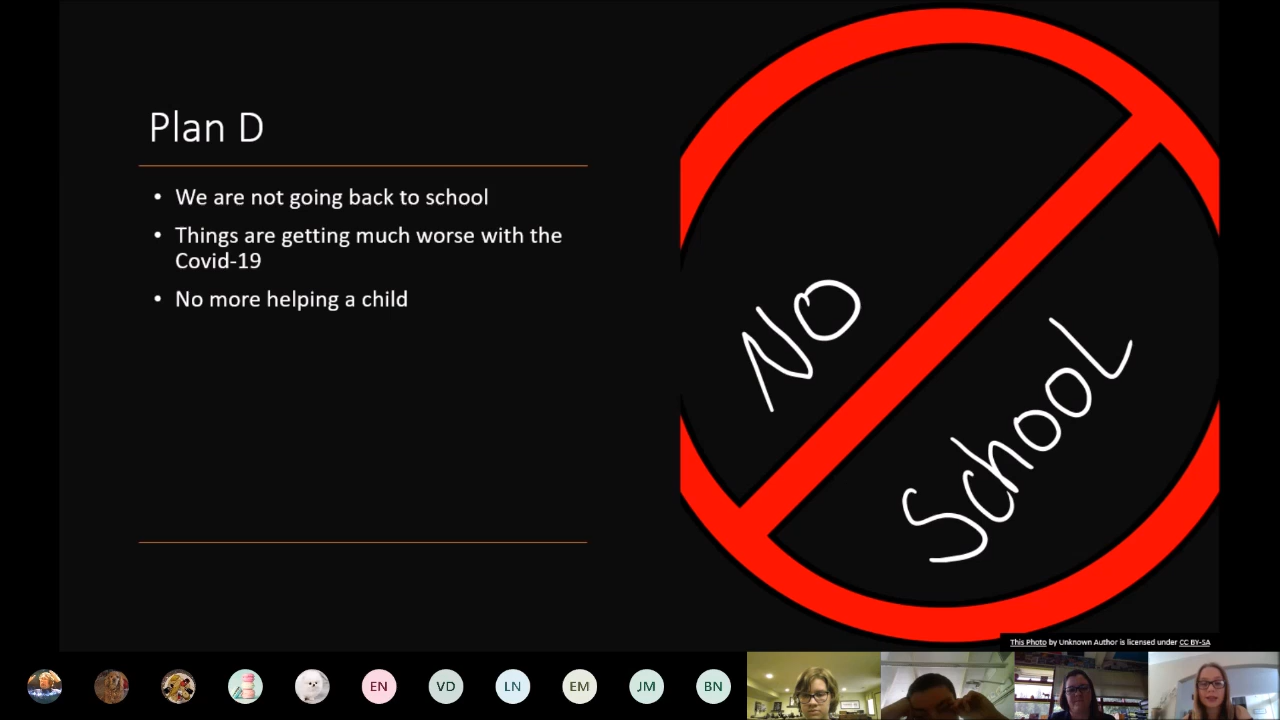 Plan D
• We are not going back to school
• Things are getting much worse with the
Covid-19
• No more helping a child
NO
School
This Photo by Unknown Author is licensed under CC BY-SA
EN
VD
LN
EM
JM
BN